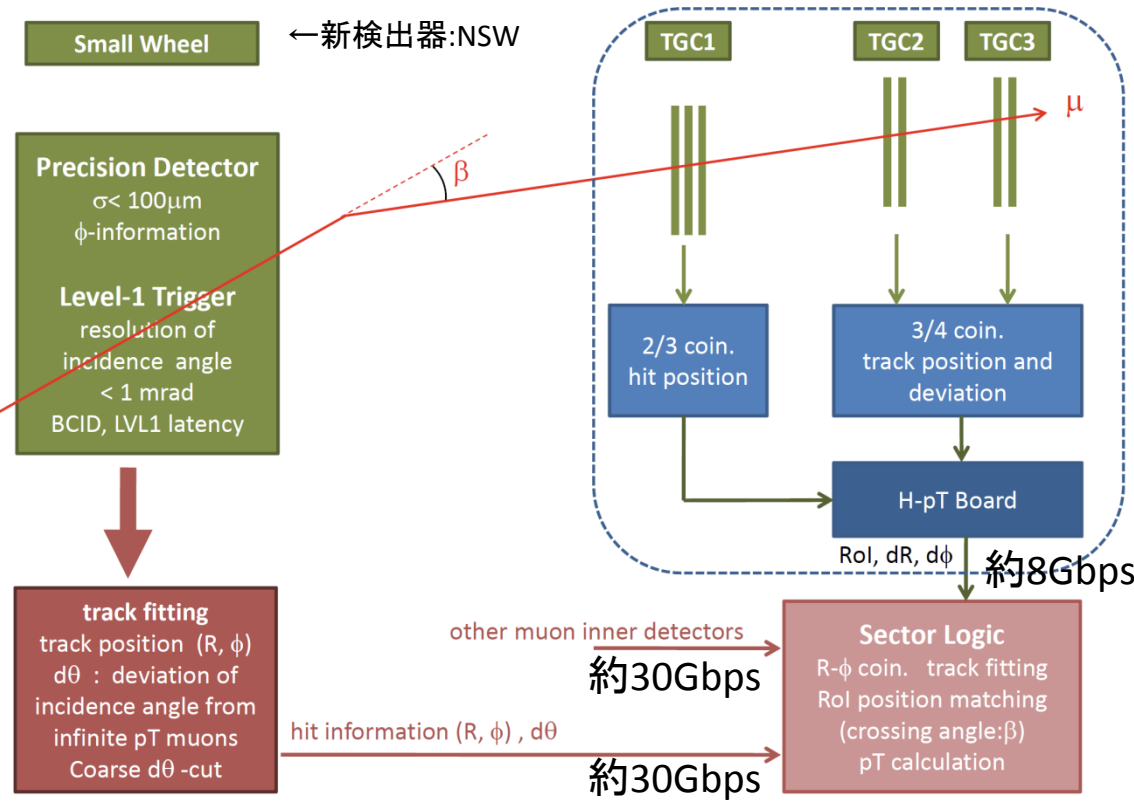 Small Wheel
←新検出器:NSW
TGC1
TGC2
TGC3
μ
β
Precision Detector
σ< 100μm
ϕ-information
Level-1 Trigger
resolution of
incidence angle
< 1 mrad
BCID, LVL1 latency
2/3 coin.
hit position
3/4 coin.
track position and
deviation
H-pT Board
RoI, dR, dϕ
約8Gbps
track fitting
track position (R, ϕ)
dθ : deviation of
incidence angle from
infinite pT muons
Coarse dθ -cut
other muon inner detectors
約30Gbps
hit information (R, ϕ) , dθ
約30Gbps
Sector Logic
R-ϕ coin. track fitting
RoI position matching
(crossing angle:β)
pT calculation